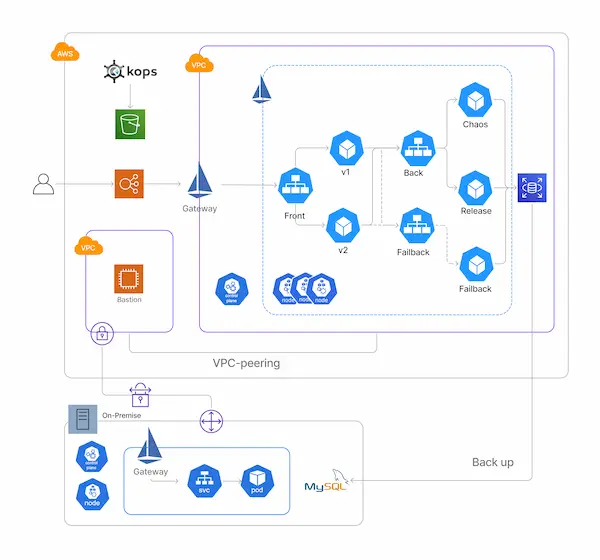 AWS
kops
VPC
Chaos
v1
Back
Gateway
Front
Release
v2
Failback
VPC
Bastion
control
plane
node
node
node
Failback
VPC-peering
On-Premise
Gateway
control
plane
svc
pod
node
MySQL
Back up